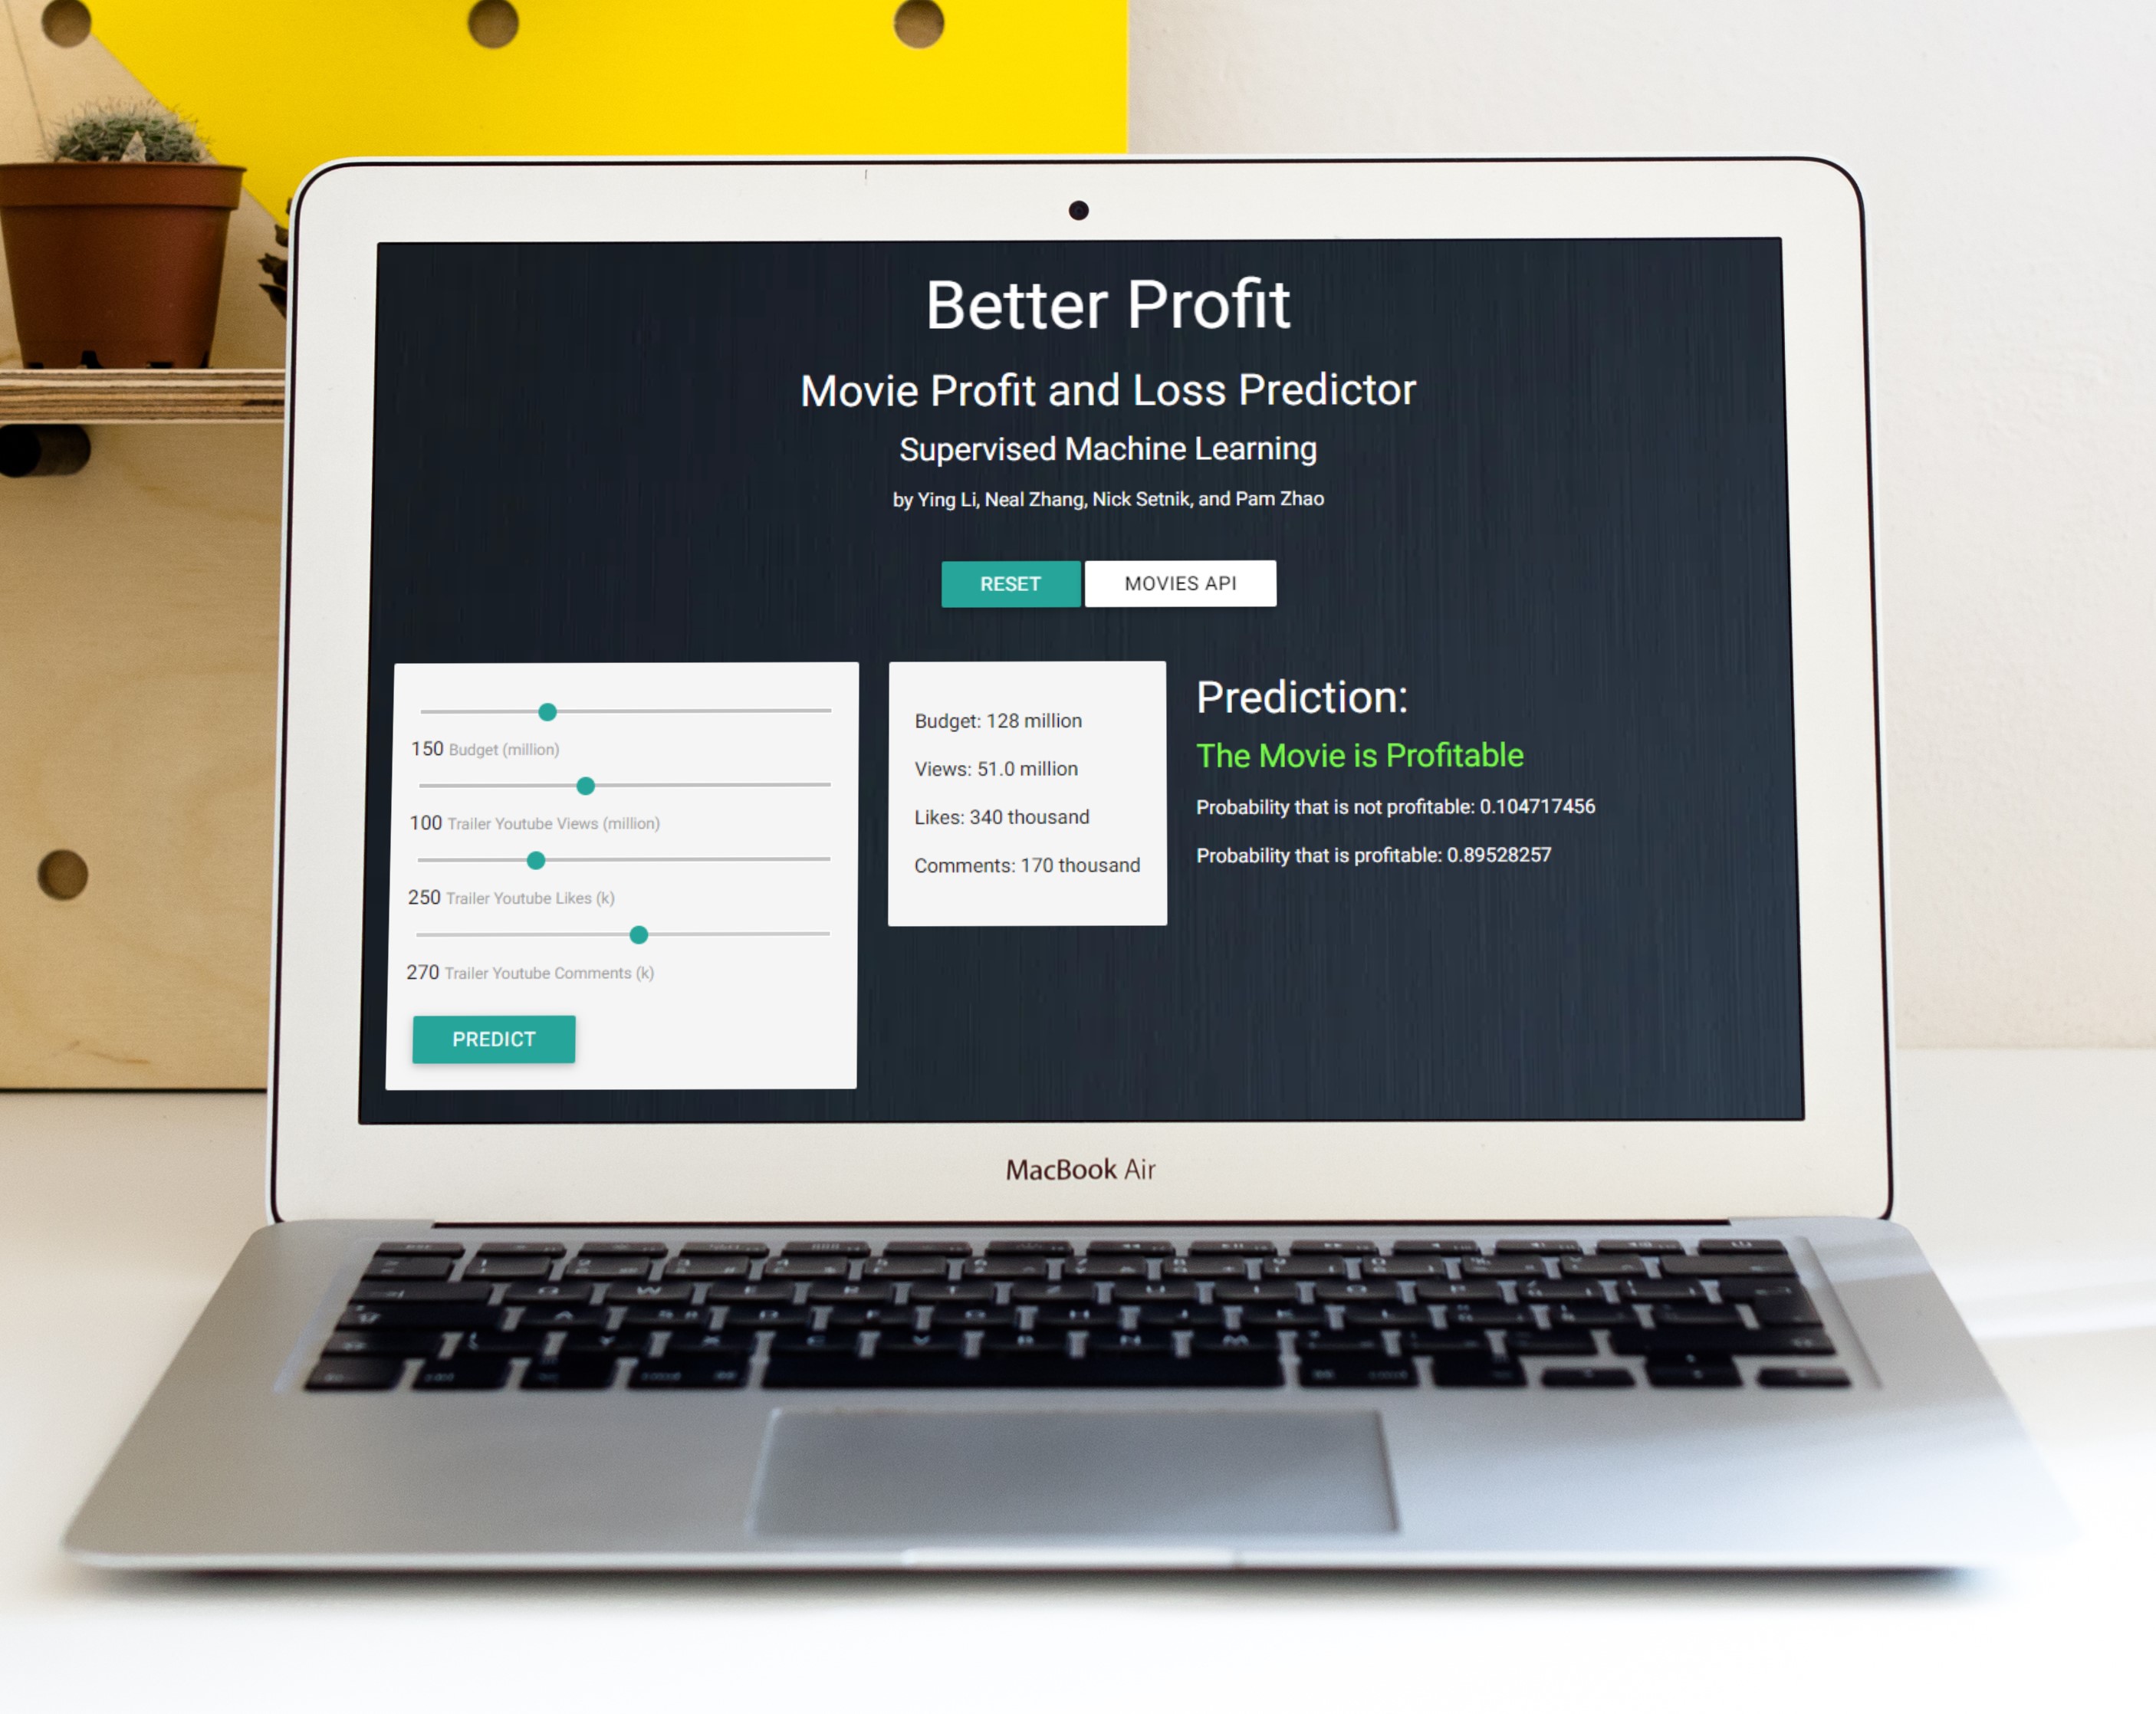 Better Profit
Movie Profit and Loss Predictor
Supervised Machine Learning
by Ying Li, Neal Zhang, Nick Setnik, and Pam Zhao
RESET
MOVIES API
150 Budget (million)
100 Trailer Youtube Views (million)
250 Trailer Youtube Likes (k)
270 Trailer Youtube Comments (k)
PREDICT
Budget: 128 million
Views: 51.0 million
Likes: 340 thousand
Comments: 170 thousand
Prediction:
The Movie is Profitable
Probability that is not profitable: 0.104717456
Probability that is profitable: 0.89528257
MacBook Air